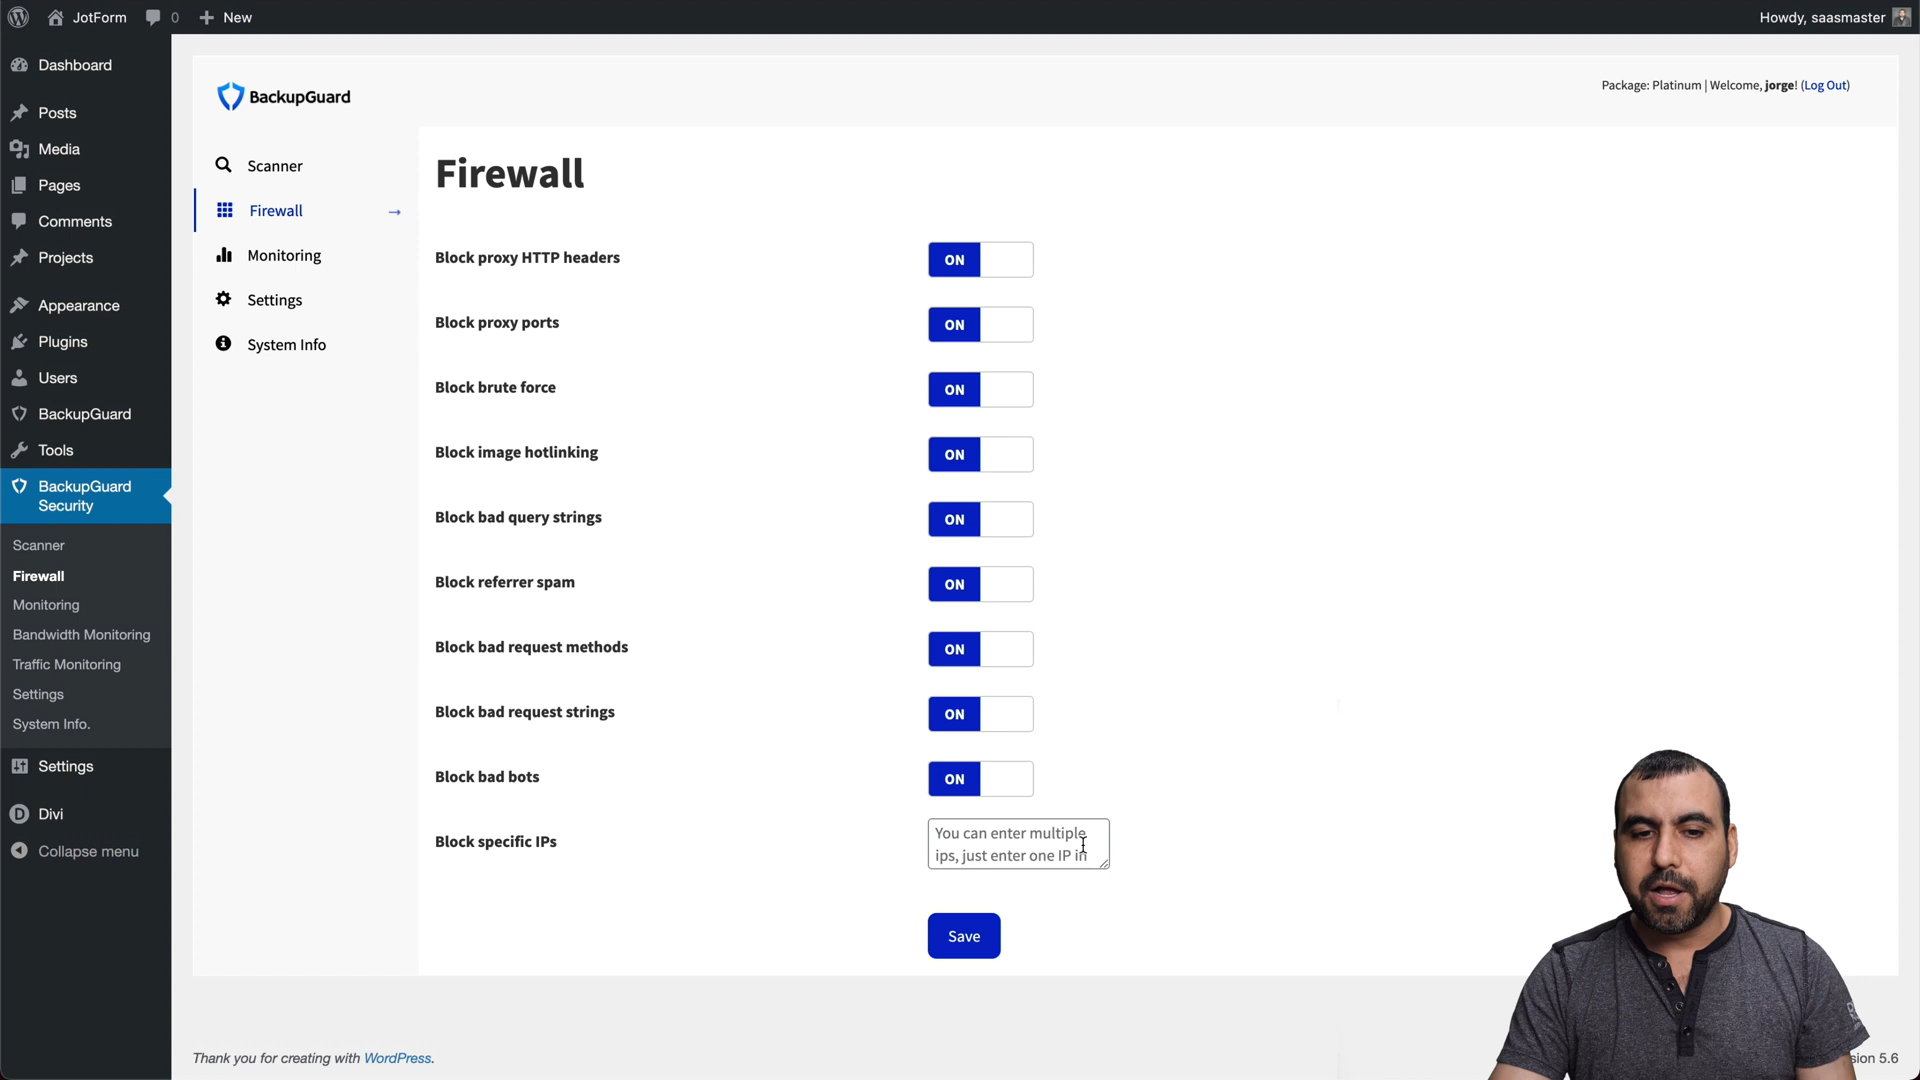 JotForm 0 New Howdy, saasmaster
Dashboard
Posts
Media
Pages
Comments
Projects
Appearance
Plugins
Users
BackupGuard
Tools
BackupGuard
Security
Scanner
Firewall
Monitoring
Bandwidth Monitoring
Traffic Monitoring
Settings
System Info.
Settings
Divi
Collapse menu
BackupGuard
Package: Platinum | Welcome, jorge! (Log Out)
Scanner
Firewall →
Monitoring
Settings
System Info
Firewall
Block proxy HTTP headers ON
Block proxy ports ON
Block brute force ON
Block image hotlinking ON
Block bad query strings ON
Block referrer spam ON
Block bad request methods ON
Block bad request strings ON
Block bad bots ON
Block specific IPs
You can enter multiple
ips, just enter one IP in
Save
Thank you for creating with WordPress.
5.6